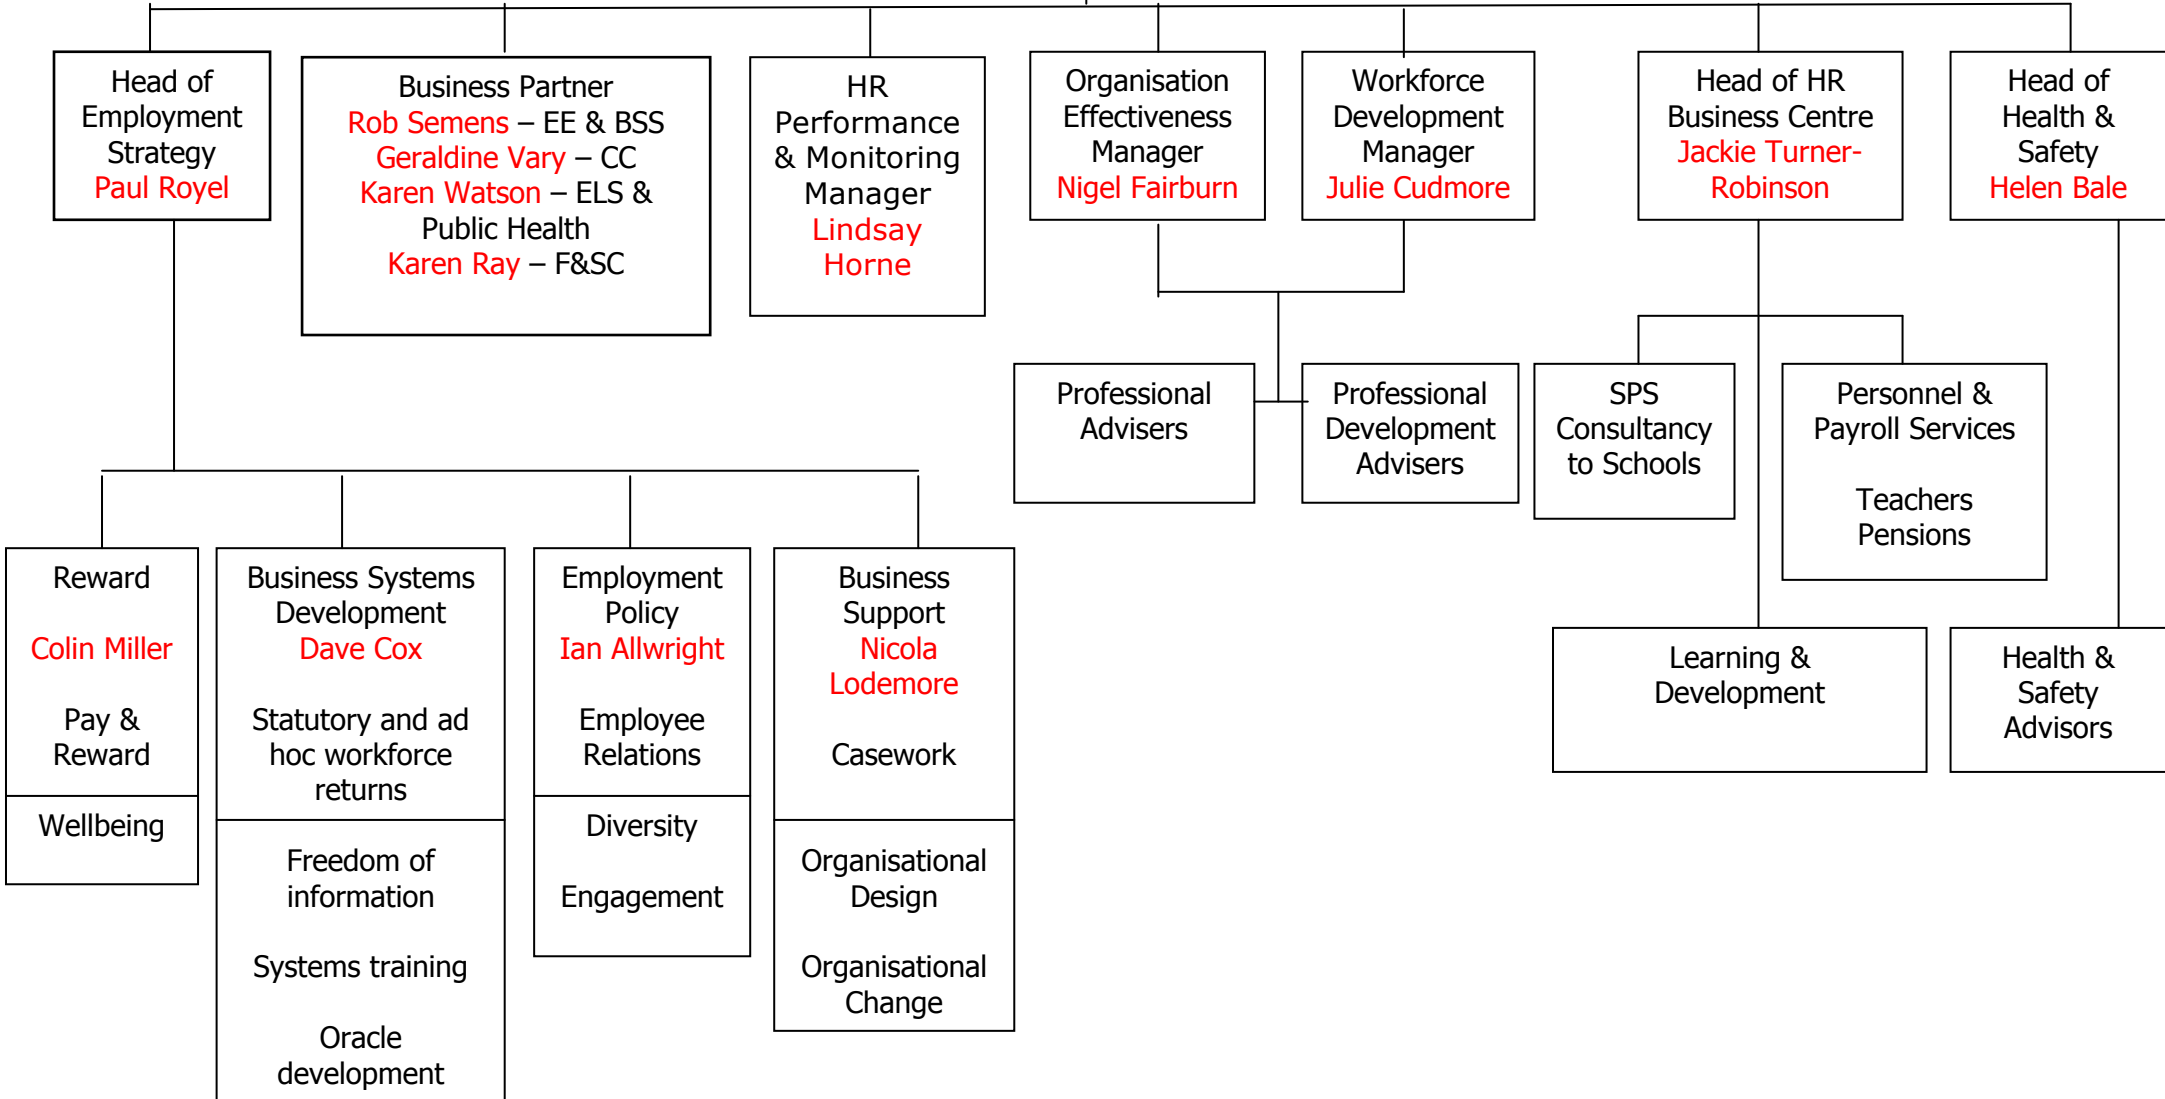 Head of
Employment
Strategy
Paul Royel
Business Partner
Rob Semens – EE & BSS
Geraldine Vary – CC
Karen Watson – ELS &
Public Health
Karen Ray – F&SC
HR
Performance
& Monitoring
Manager
Lindsay
Horne
Organisation
Effectiveness
Manager
Nigel Fairburn
Workforce
Development
Manager
Julie Cudmore
Head of HR
Business Centre
Jackie Turner-
Robinson
Head of
Health &
Safety
Helen Bale
Professional
Advisers
Professional
Development
Advisers
SPS
Consultancy
to Schools
Personnel &
Payroll Services
Teachers
Pensions
Reward
Colin Miller
Pay &
Reward
Wellbeing
Business Systems
Development
Dave Cox
Statutory and ad
hoc workforce
returns
Freedom of
information
Systems training
Oracle
development
Employment
Policy
Ian Allwright
Employee
Relations
Diversity
Engagement
Business
Support
Nicola
Lodemore
Casework
Organisational
Design
Organisational
Change
Learning &
Development
Health &
Safety
Advisors